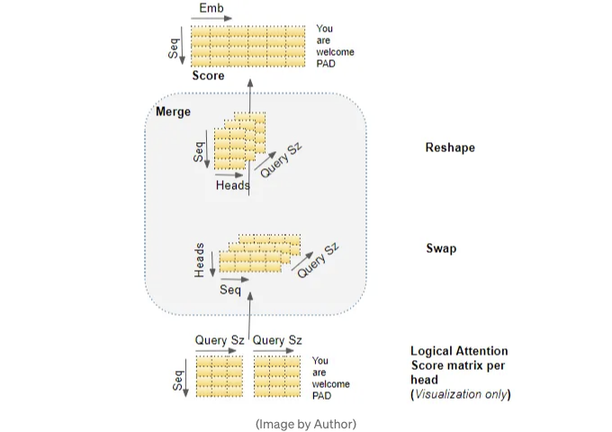 Emb
Seq
You
are
welcome
PAD
Score
Merge
Seq
Query Sz
Heads
Reshape
Heads
Query Sz
Seq
Swap
Query Sz Query Sz
Seq
You
are
welcome
PAD
Logical Attention
Score matrix per
head
(Visualization only)
(Image by Author)